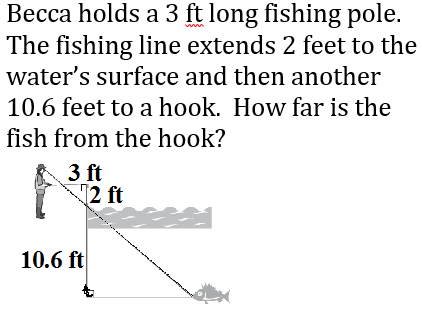 Becca holds a 3 ft long fishing pole.
The fishing line extends 2 feet to the
water's surface and then another
10.6 feet to a hook.  How far is the
fish from the hook?
3 ft
2 ft
10.6 ft